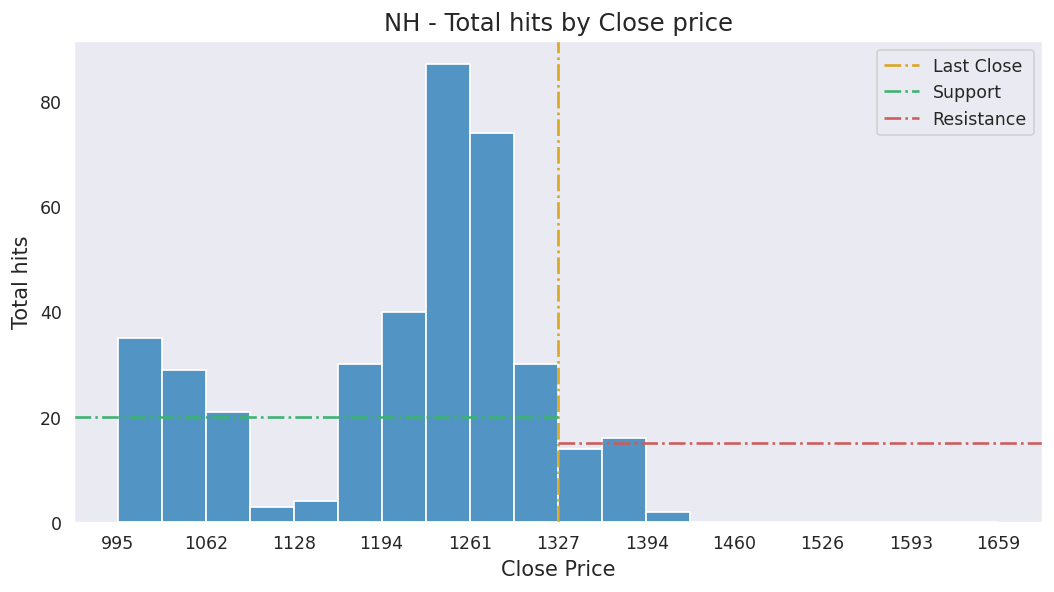 NH - Total hits by Close price
Last Close
Support
Resistance
Total hits
80
60
40
20
0
995 1062 1128 1194 1261 1327 1394 1460 1526 1593 1659
Close Price